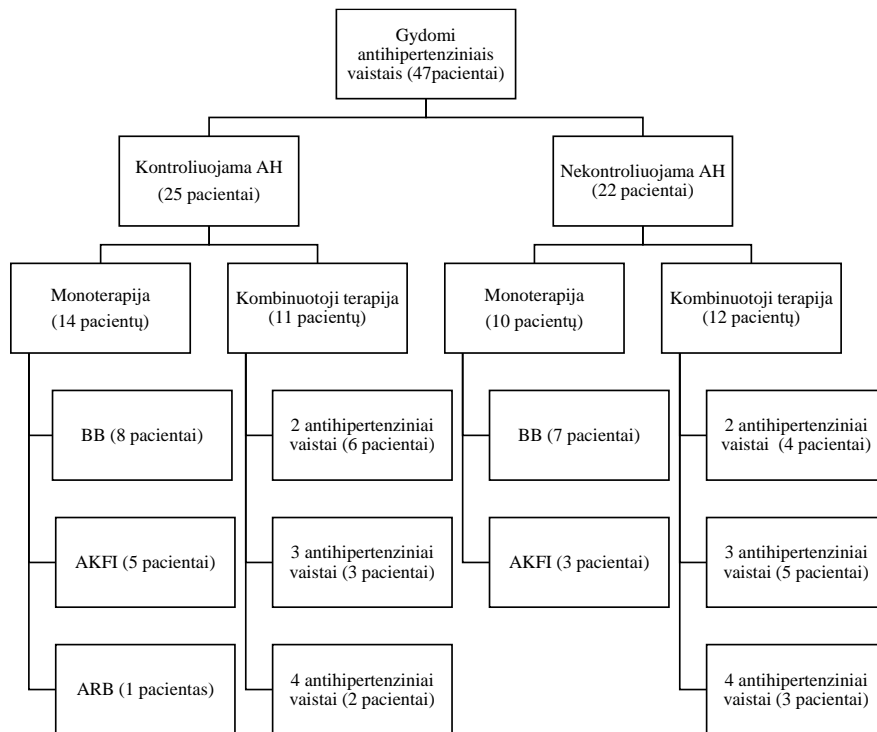 Gydomi
antihipertenziniais
vaistais (47pacientai)
Kontroliuojama AH
(25 pacientai)
Nekontroliuojama AH
(22 pacientai)
Monoterapija
(14 pacientų)
Kombinuotoji terapija
(11 pacientų)
Monoterapija
(10 pacientų)
Kombinuotoji terapija
(12 pacientų)
BB (8 pacientai)
2 antihipertenziniai
vaistai (6 pacientai)
BB (7 pacientai)
2 antihipertenziniai
vaistai  (4 pacientai)
AKFI (5 pacientai)
3 antihipertenziniai
vaistai (3 pacientai)
AKFI (3 pacientai)
3 antihipertenziniai
vaistai (5 pacientai)
ARB (1 pacientas)
4 antihipertenziniai
vaistai (2 pacientai)
4 antihipertenziniai
vaistai (3 pacientai)